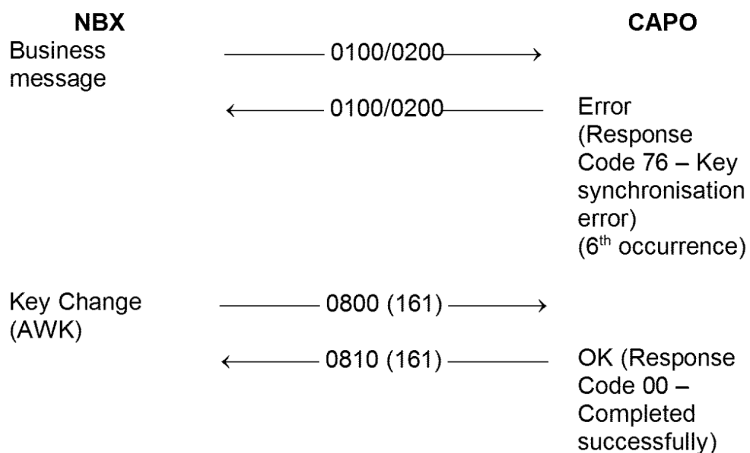 NBX CAPO
Business 0100/0200
message
0100/0200 Error
(Response
Code 76 – Key
synchronisation
error)
(6th occurrence)
Key Change 0800 (161)
(AWK)
0810 (161) OK (Response
Code 00 –
Completed
successfully)